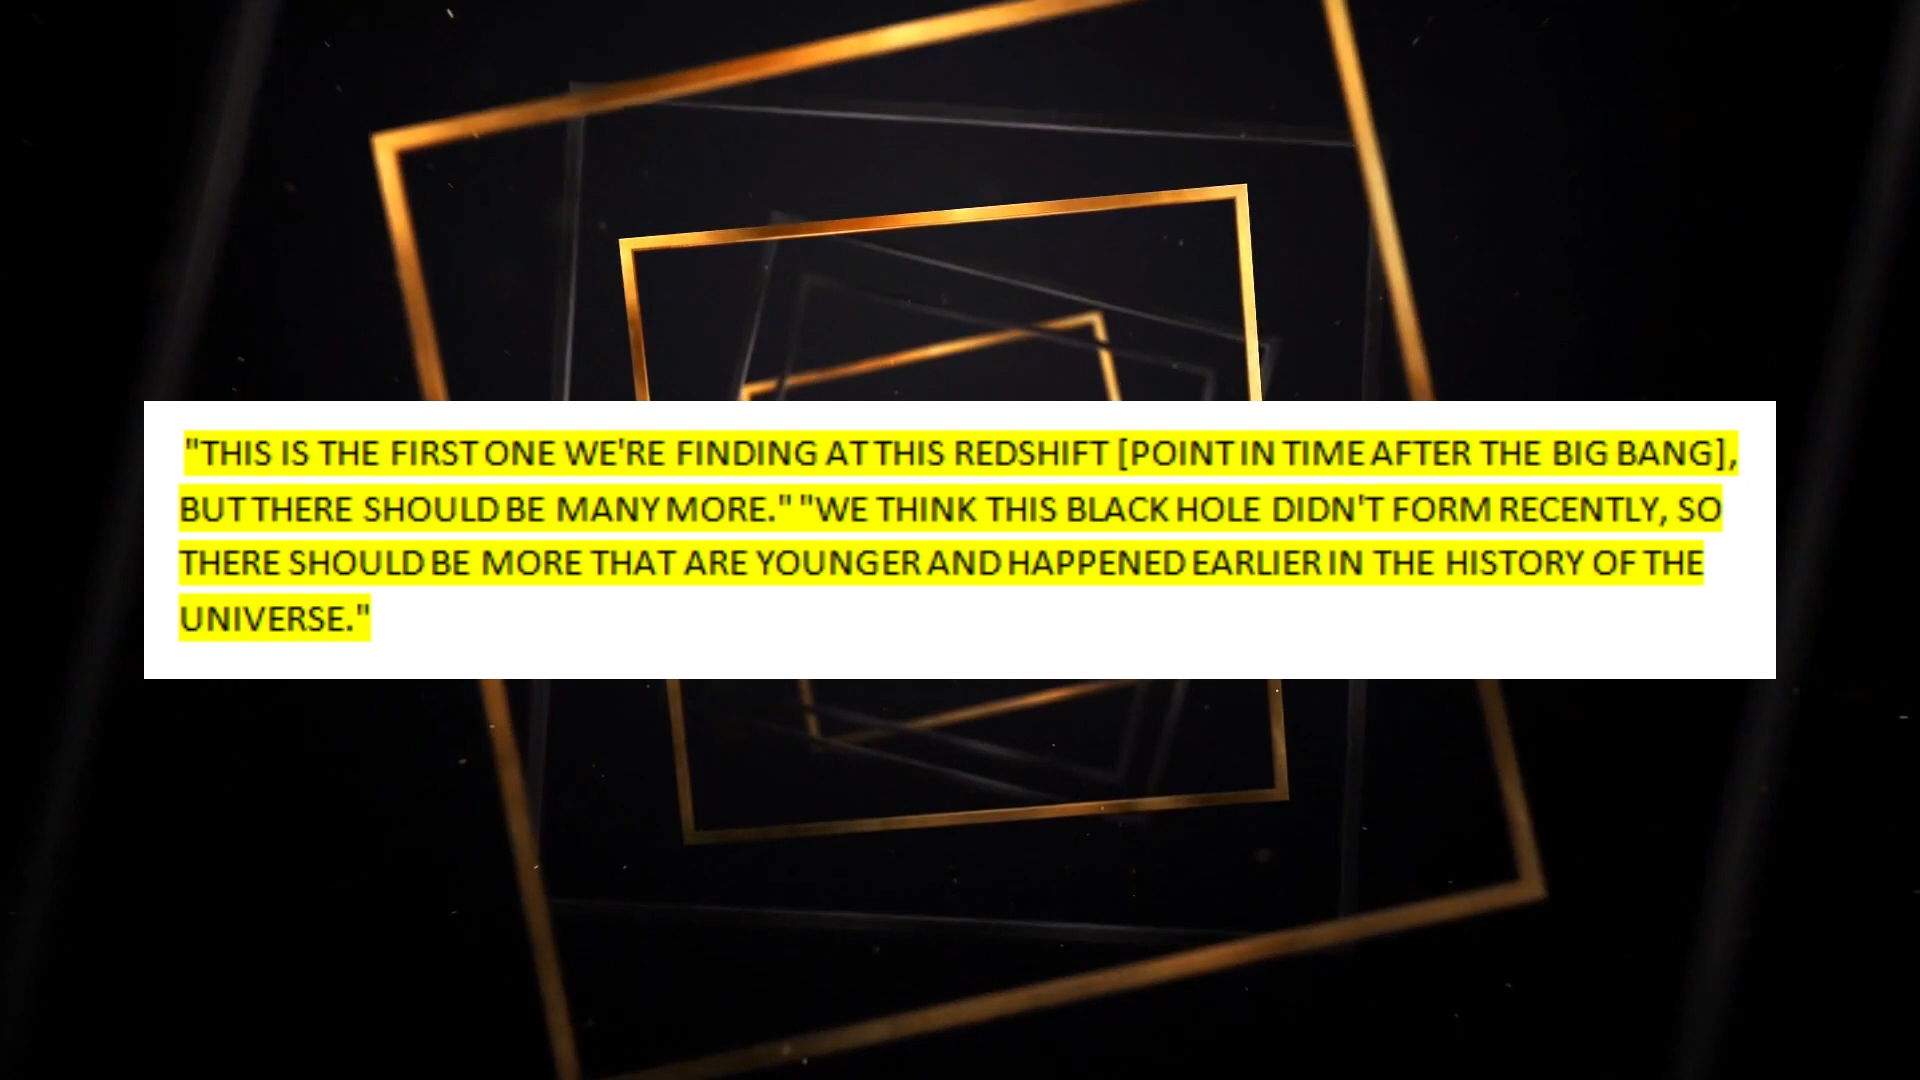 "THIS IS THE FIRST ONE WE'RE FINDING AT THIS REDSHIFT [POINT IN TIME AFTER THE BIG BANG],
BUT THERE SHOULD BE MANY MORE." "WE THINK THIS BLACK HOLE DIDN'T FORM RECENTLY, SO
THERE SHOULD BE MORE THAT ARE YOUNGER AND HAPPENED EARLIER IN THE HISTORY OF THE
UNIVERSE."